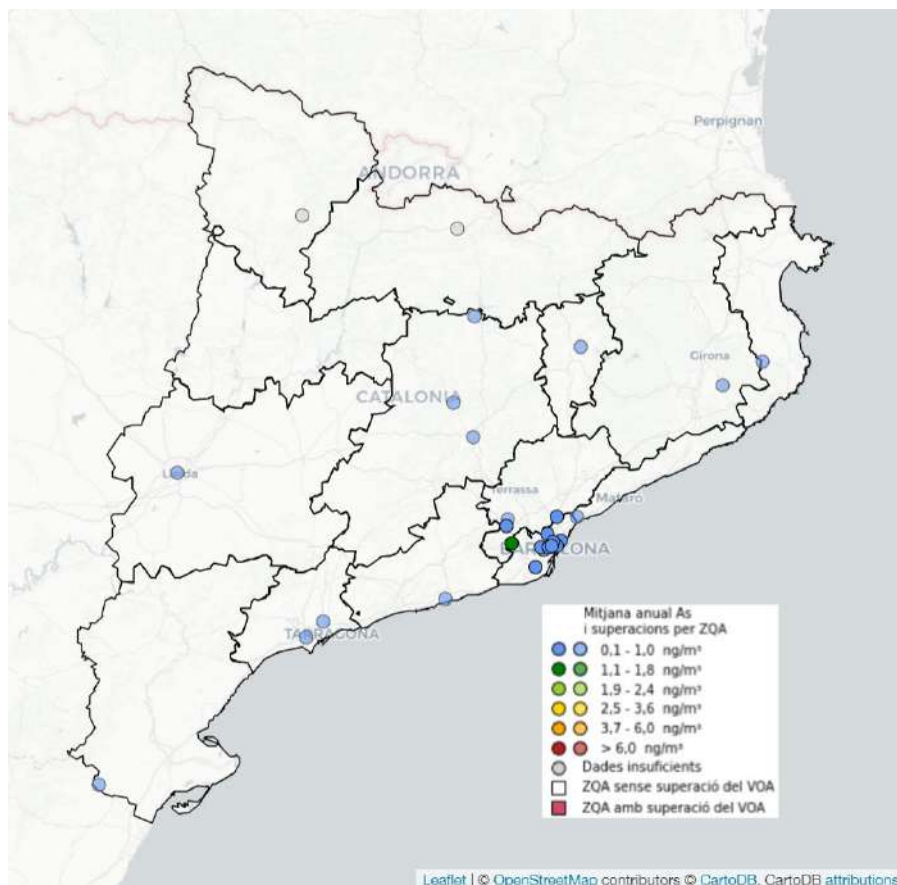 Perpignan
ANDORRA
Girona
CATALONIA
Lleida
Terrassa
Mataró
BARCELONA
TARRAGONA
Mitjana anual As
i superacions per ZQA
0,1 - 1,0 ng/m³
1,1 - 1,8 ng/m³
1,9 - 2,4 ng/m³
2,5 - 3,6 ng/m³
3,7 - 6,0 ng/m³
> 6,0 ng/m³
Dades insuficients
ZQA sense superació del VOA
ZQA amb superació del VOA
Leaflet | © OpenStreetMap contributors © CartoDB, CartoDB attributions